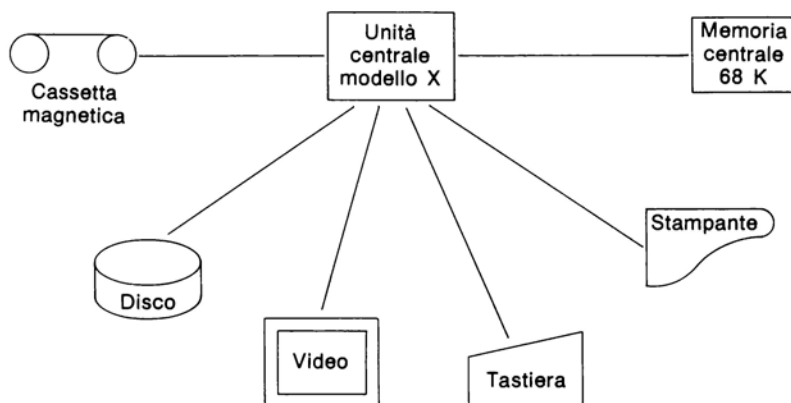 Unità
centrale
modello X
Memoria
centrale
68 K
Cassetta
magnetica
Stampante
Disco
Video
Tastiera